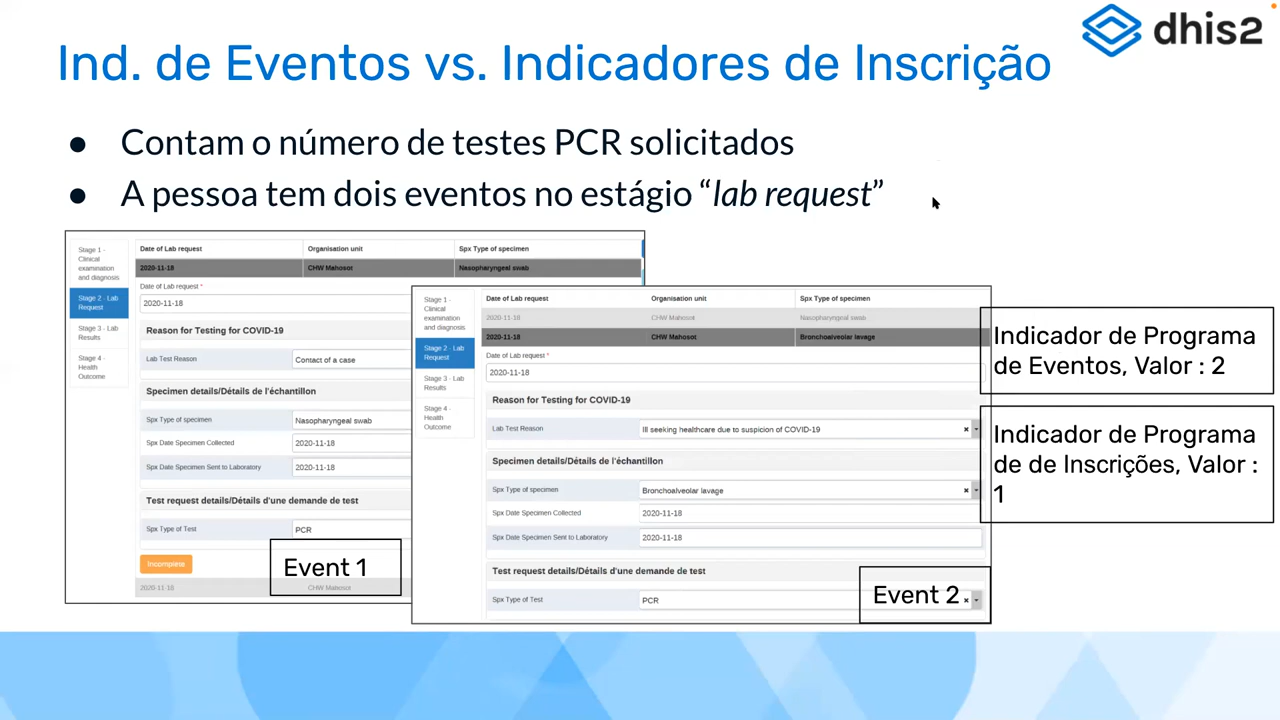 dhis2
Ind. de Eventos vs. Indicadores de Inscrição
● Contam o número de testes PCR solicitados
● A pessoa tem dois eventos no estágio “lab request”
Stage 1 -
Clinical
examination
and diagnosis
Stage 2 - Lab
Request
Stage 3 - Lab
Results
Stage 4 -
Health
Outcome
Date of Lab request Organisation unit Spx Type of specimen
2020-11-18 CHW Mahosot Nasopharyngeal swab
Date of Lab request *
2020-11-18
Reason for Testing for COVID-19
Lab Test Reason Contact of a case
Specimen details/Détails de l'échantillon
Spx Type of specimen Nasopharyngeal swab
Spx Date Specimen Collected 2020-11-18
Spx Date Specimen Sent to Laboratory 2020-11-18
Test request details/Détails d'une demande de test
Spx Type of Test PCR
Incomplete
2020-11-18 CHW Mahosot
Event 1
Stage 1 -
Clinical
examination
and diagnosis
Stage 2 - Lab
Request
Stage 3 - Lab
Results
Stage 4 -
Health
Outcome
Date of Lab request Organisation unit Spx Type of specimen
2020-11-18 CHW Mahosot Nasopharyngeal swab
2020-11-18 CHW Mahosot Bronchoalveolar lavage
Date of Lab request *
2020-11-18
Reason for Testing for COVID-19
Lab Test Reason Ill seeking healthcare due to suspicion of COVID-19
Specimen details/Détails de l'échantillon
Spx Type of specimen Bronchoalveolar lavage
Spx Date Specimen Collected 2020-11-18
Spx Date Specimen Sent to Laboratory 2020-11-18
Test request details/Détails d'une demande de test
Spx Type of Test PCR
Event 2
Indicador de Programa
de Eventos, Valor : 2
Indicador de Programa
de de Inscrições, Valor :
1